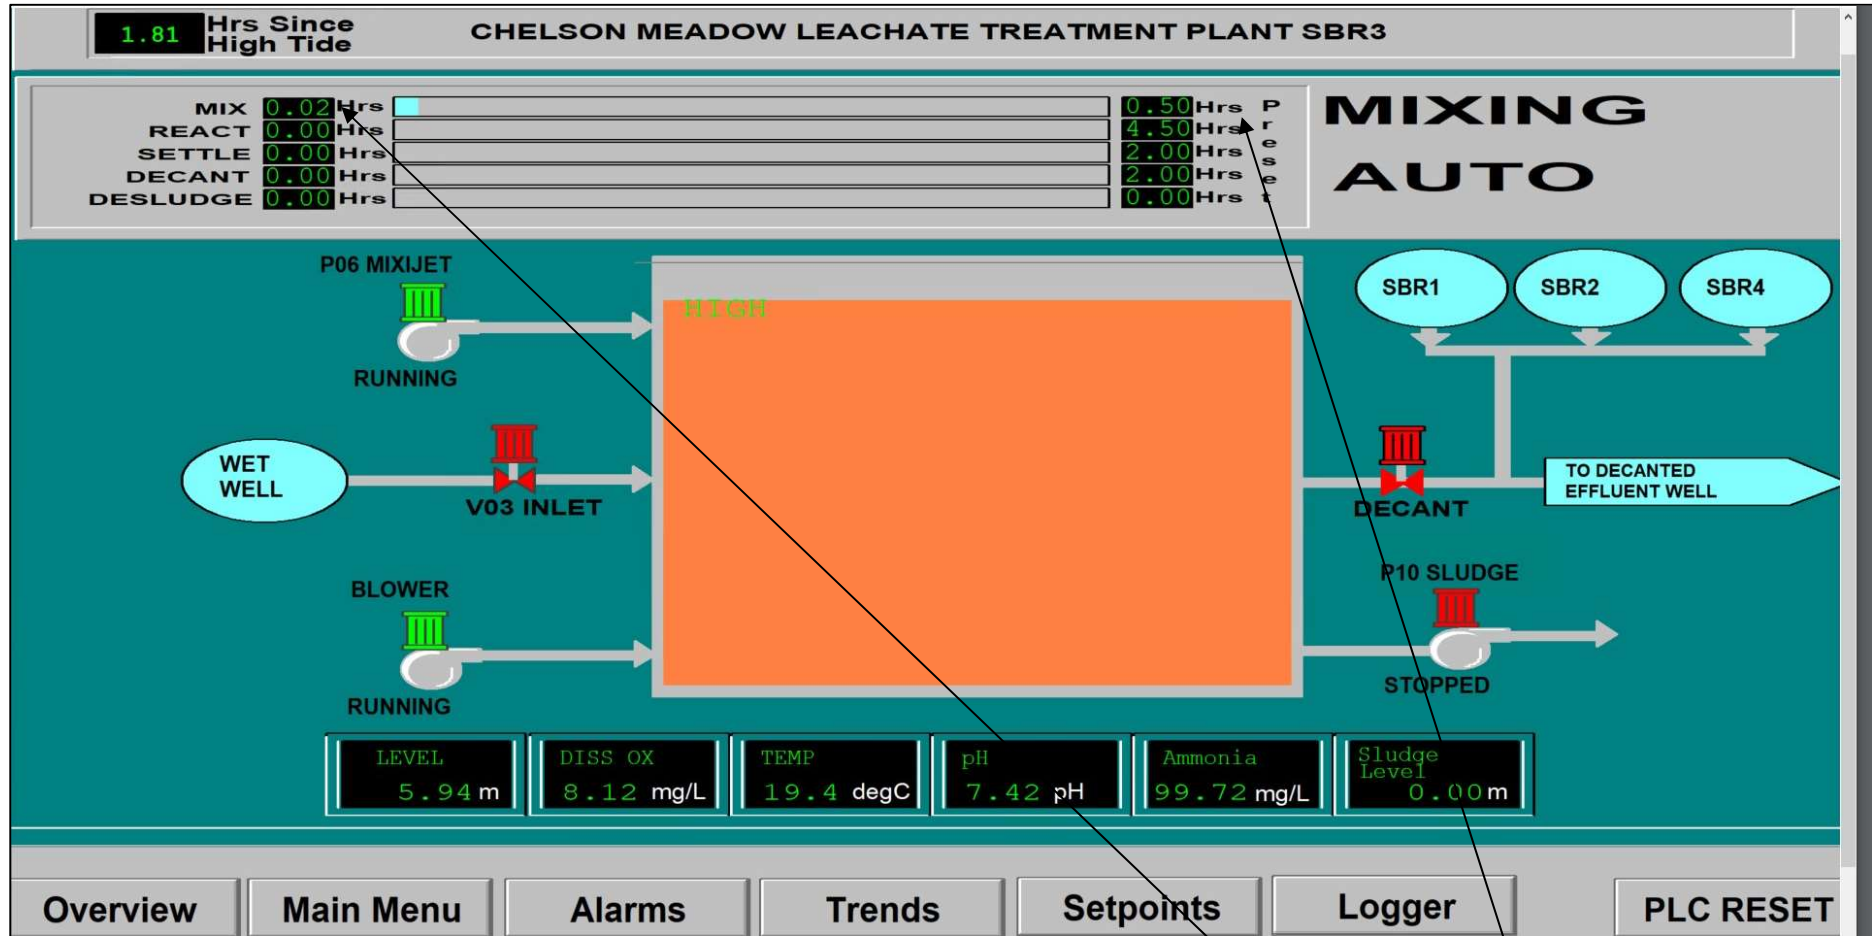 1.81 Hrs Since High Tide
CHELSON MEADOW LEACHATE TREATMENT PLANT SBR3
MIX 0.02 Hrs 0.50 Hrs
REACT 0.00 Hrs 4.50 Hrs
SETTLE 0.00 Hrs 2.00 Hrs
DECANT 0.00 Hrs 2.00 Hrs
DESLUDGE 0.00 Hrs 0.00 Hrs
Preset
MIXING
AUTO
P06 MIXIJET
RUNNING
HIGH
SBR1 SBR2 SBR4
WET
WELL
V03 INLET
DECANT
TO DECANTED
EFFLUENT WELL
BLOWER
RUNNING
P10 SLUDGE
STOPPED
LEVEL
5.94 m
DISS OX
8.12 mg/L
TEMP
19.4 degC
pH
7.42 pH
Ammonia
99.72 mg/L
Sludge
Level
0.00 m
Overview Main Menu Alarms Trends Setpoints Logger PLC RESET